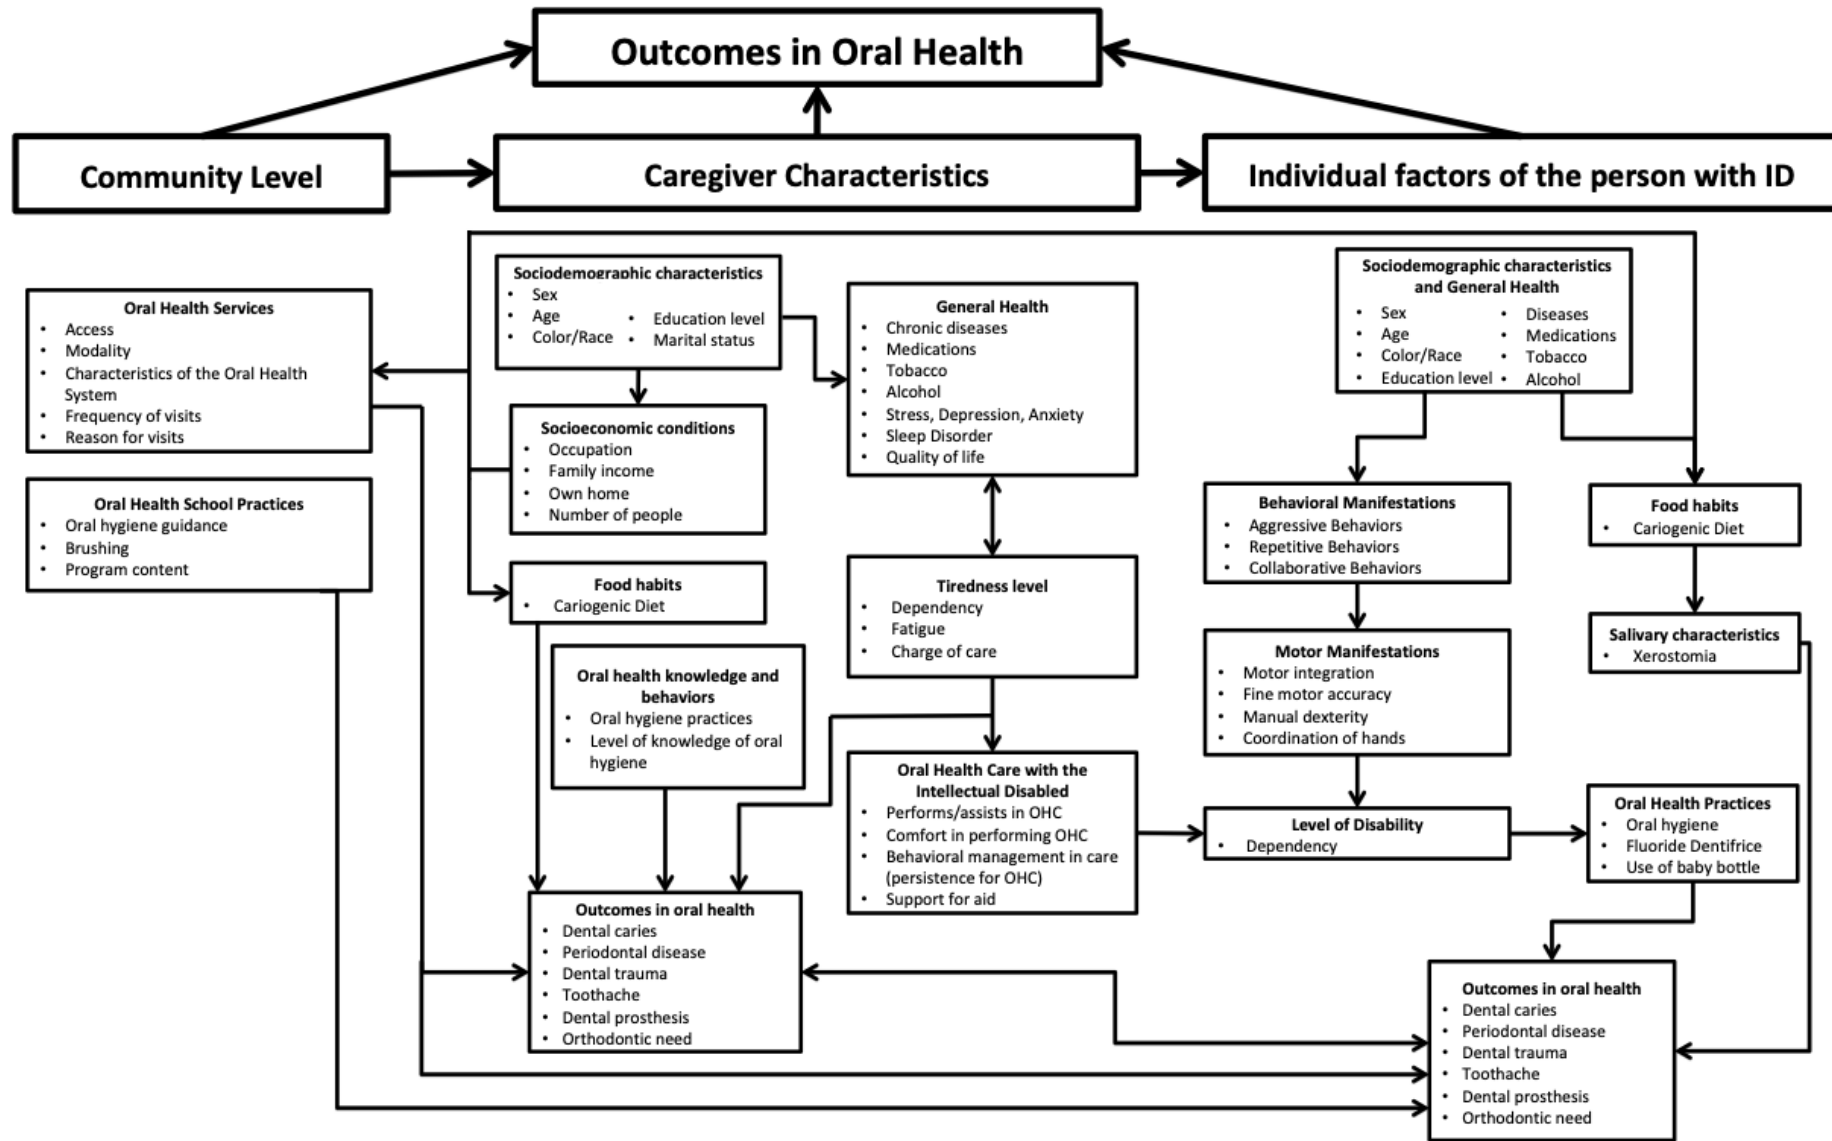 Outcomes in Oral Health
Community Level
Caregiver Characteristics
Individual factors of the person with ID
Oral Health Services
• Access
• Modality
• Characteristics of the Oral Health
System
• Frequency of visits
• Reason for visits
Oral Health School Practices
• Oral hygiene guidance
• Brushing
• Program content
Sociodemographic characteristics
• Sex
• Age
• Color/Race
• Education level
• Marital status
Socioeconomic conditions
• Occupation
• Family income
• Own home
• Number of people
Food habits
• Cariogenic Diet
Oral health knowledge and
behaviors
• Oral hygiene practices
• Level of knowledge of oral
hygiene
Outcomes in oral health
• Dental caries
• Periodontal disease
• Dental trauma
• Toothache
• Dental prosthesis
• Orthodontic need
General Health
• Chronic diseases
• Medications
• Tobacco
• Alcohol
• Stress, Depression, Anxiety
• Sleep Disorder
• Quality of life
Tiredness level
• Dependency
• Fatigue
• Charge of care
Oral Health Care with the
Intellectual Disabled
• Performs/assists in OHC
• Comfort in performing OHC
• Behavioral management in care
(persistence for OHC)
• Support for aid
Sociodemographic characteristics
and General Health
• Sex
• Age
• Color/Race
• Education level
• Diseases
• Medications
• Tobacco
• Alcohol
Behavioral Manifestations
• Aggressive Behaviors
• Repetitive Behaviors
• Collaborative Behaviors
Motor Manifestations
• Motor integration
• Fine motor accuracy
• Manual dexterity
• Coordination of hands
Level of Disability
• Dependency
Food habits
• Cariogenic Diet
Salivary characteristics
• Xerostomia
Oral Health Practices
• Oral hygiene
• Fluoride Dentifrice
• Use of baby bottle
Outcomes in oral health
• Dental caries
• Periodontal disease
• Dental trauma
• Toothache
• Dental prosthesis
• Orthodontic need